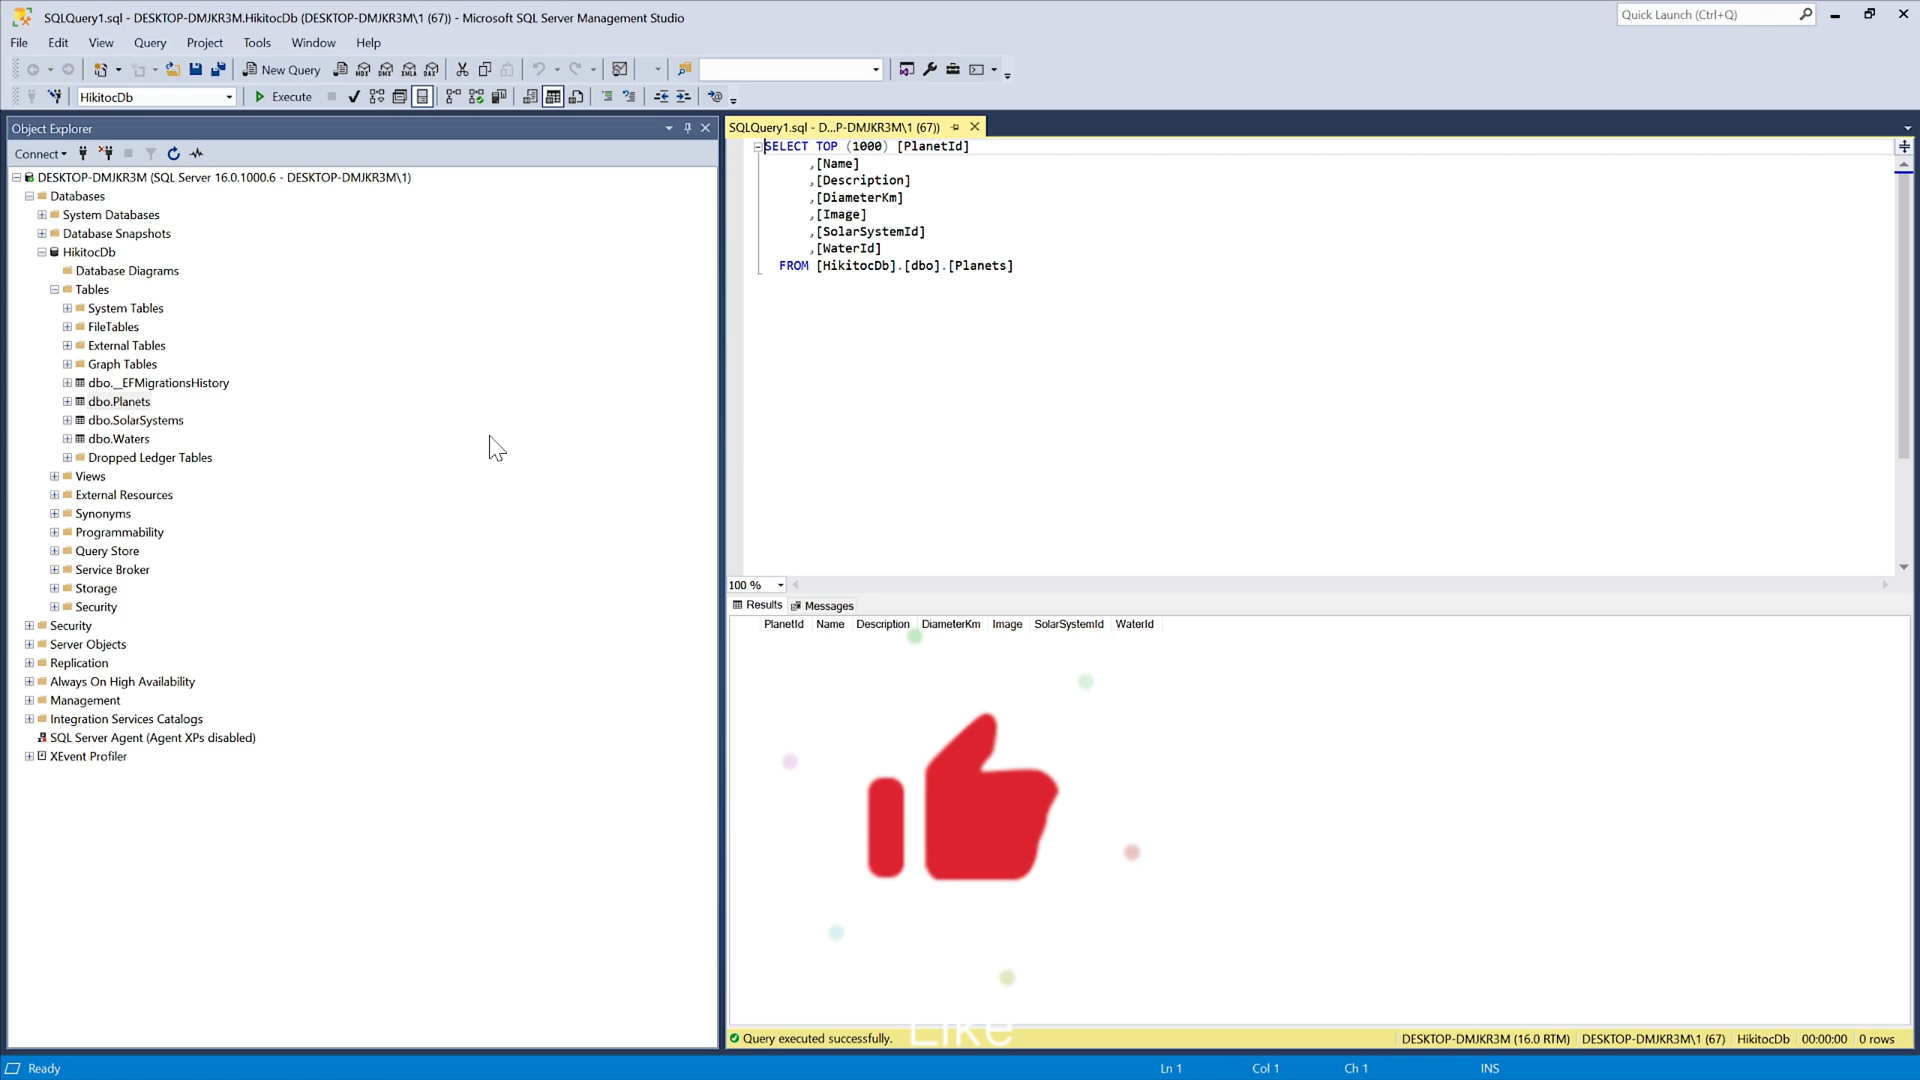 SQLQuery1.sql - DESKTOP-DMJKR3M.HikitocDb (DESKTOP-DMJKR3M\1 (67)) - Microsoft SQL Server Management Studio
Quick Launch (Ctrl+Q)
File Edit View Query Project Tools Window Help
New Query MDX DMX XMLA DAX
HikitocDb Execute
Object Explorer
Connect
DESKTOP-DMJKR3M (SQL Server 16.0.1000.6 - DESKTOP-DMJKR3M\1)
Databases
System Databases
Database Snapshots
HikitocDb
Database Diagrams
Tables
System Tables
FileTables
External Tables
Graph Tables
dbo.__EFMigrationsHistory
dbo.Planets
dbo.SolarSystems
dbo.Waters
Dropped Ledger Tables
Views
External Resources
Synonyms
Programmability
Query Store
Service Broker
Storage
Security
Security
Server Objects
Replication
Always On High Availability
Management
Integration Services Catalogs
SQL Server Agent (Agent XPs disabled)
XEvent Profiler
SQLQuery1.sql - D...P-DMJKR3M\1 (67))
SELECT TOP (1000) [PlanetId]
,[Name]
,[Description]
,[DiameterKm]
,[Image]
,[SolarSystemId]
,[WaterId]
FROM [HikitocDb].[dbo].[Planets]
100 %
Results Messages
PlanetId Name Description DiameterKm Image SolarSystemId WaterId
Like
Query executed successfully. DESKTOP-DMJKR3M (16.0 RTM) DESKTOP-DMJKR3M\1 (67) HikitocDb 00:00:00 0 rows
Ready Ln 1 Col 1 Ch 1 INS